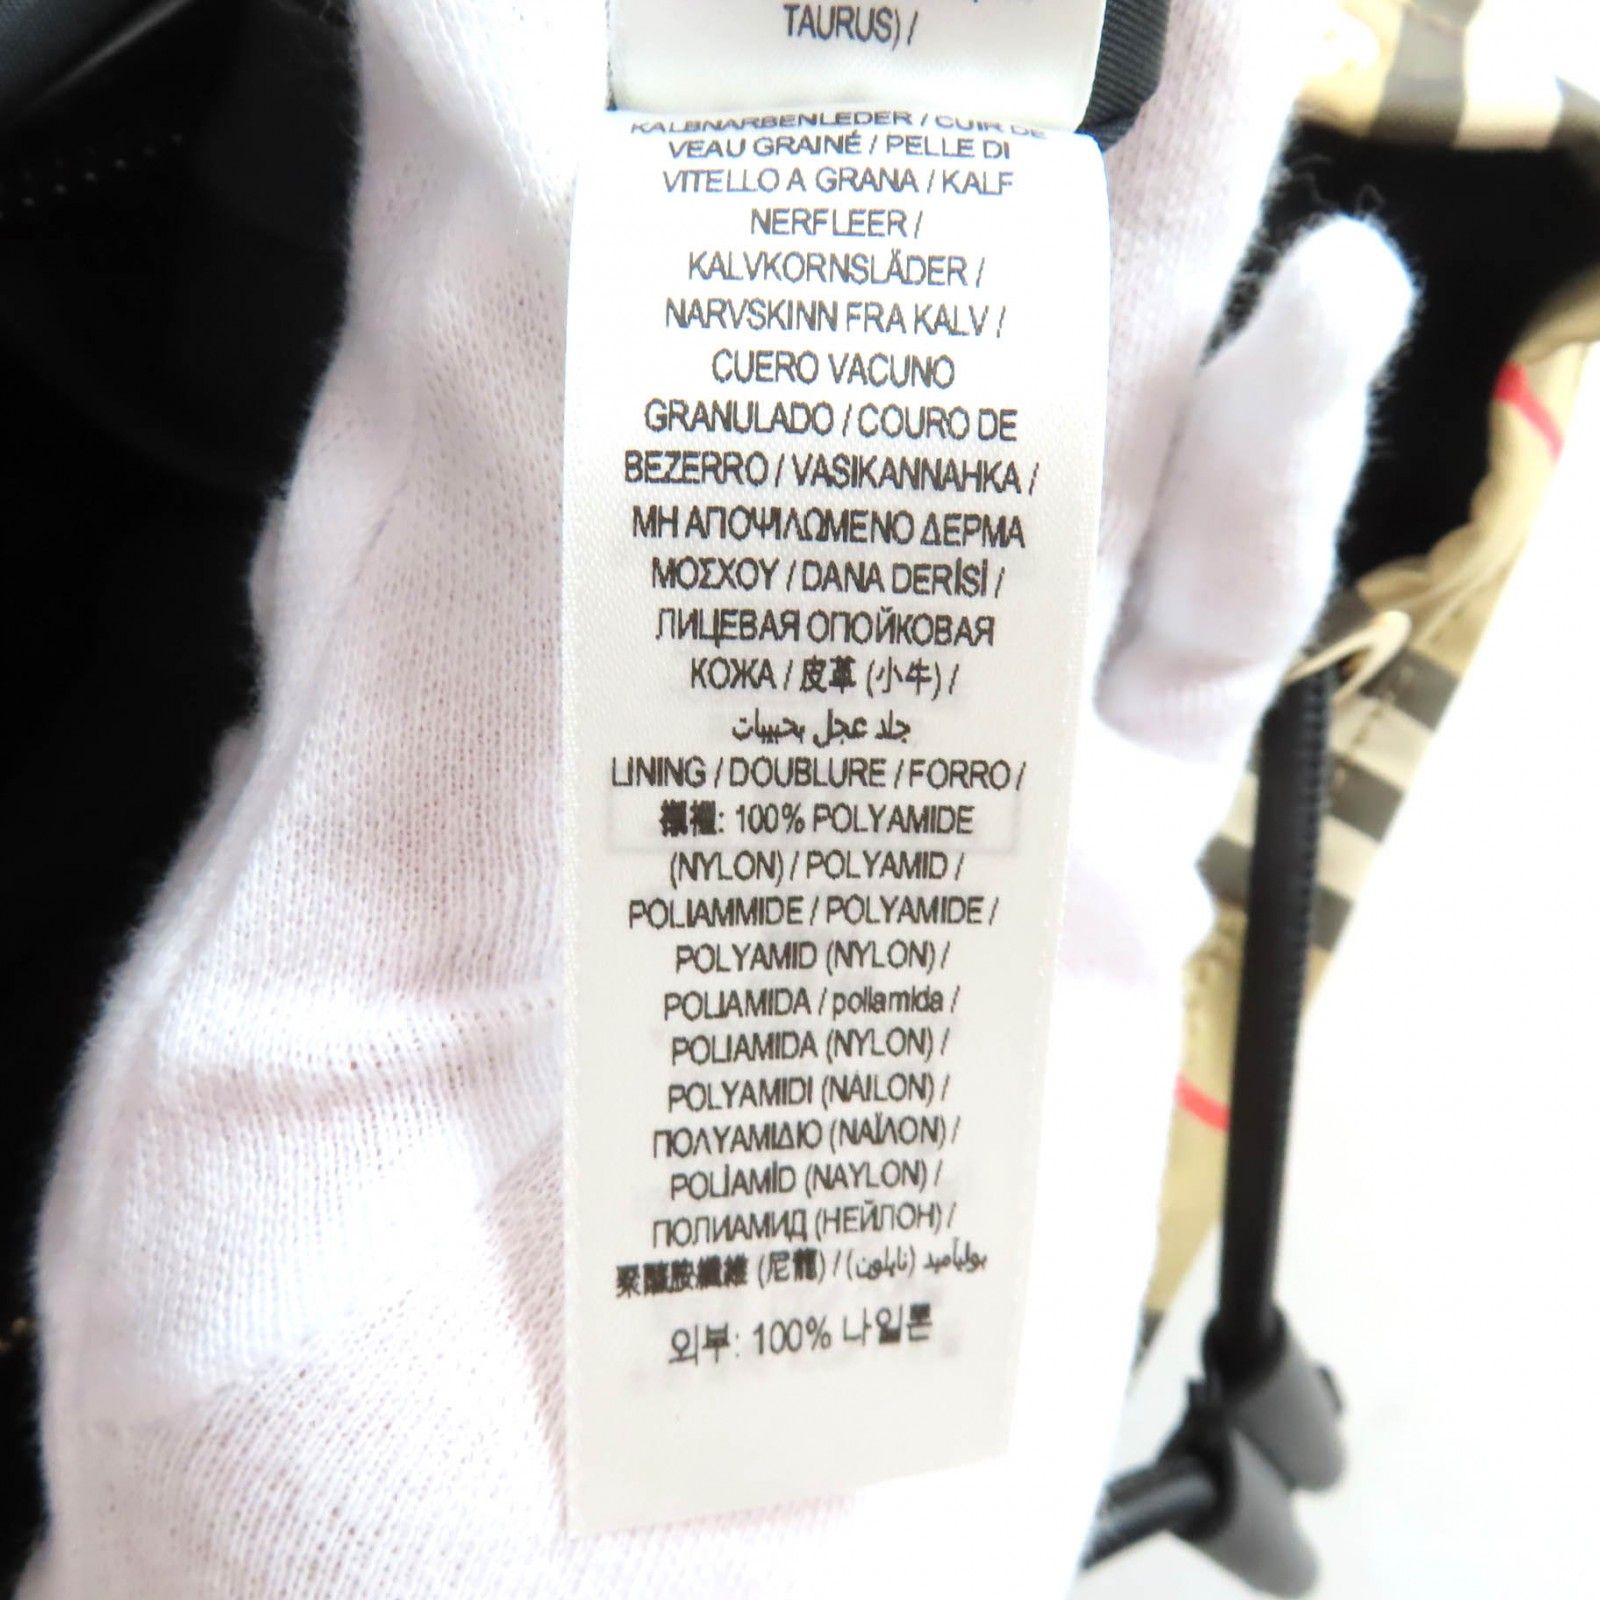 TAURUS) /
KALBNARBENLEDER / CUIR DE
VEAU GRAINÉ / PELLE DI
VITELLO A GRANA / KALF
NERFLEER /
KALVKORNSLÄDER /
NARVSKINN FRA KALV /
CUERO VACUNO
GRANULADO / COURO DE
BEZERRO / VASIKANNAHKA /
ΜΗ ΑΠΟΨΙΛΩΜΕΝΟ ΔΕΡΜΑ
ΜΟΣΧΟΥ / DANA DERİSİ /
ЛИЦЕВАЯ ОПОЙКОВАЯ
КОЖА / 皮革 (小牛) /
جلد عجل بحبيبات
LINING / DOUBLURE / FORRO /
襯裡: 100% POLYAMIDE
(NYLON) / POLYAMID /
POLIAMMIDE / POLYAMIDE /
POLYAMID (NYLON) /
POLIAMIDA / poliamida /
POLIAMIDA (NYLON) /
POLYAMIDI (NAILON) /
ΠΟΛΥΑΜΙΔΙΟ (ΝΑΪΛΟΝ) /
POLİAMİD (NAYLON) /
ПОЛИАМИД (НЕЙЛОН) /
聚醯胺纖維 (尼龍) / بولياميد (نايلون)
외부: 100% 나일론